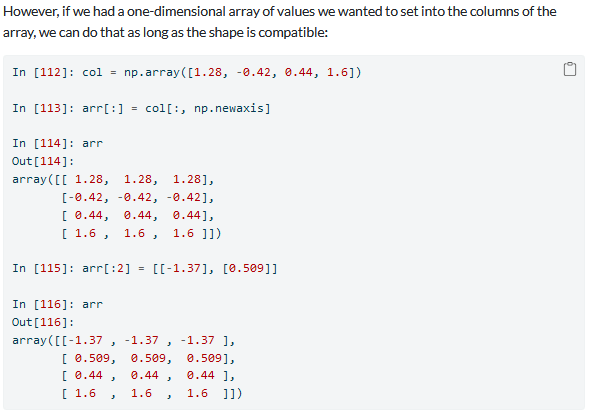 However, if we had a one-dimensional array of values we wanted to set into the columns of the
array, we can do that as long as the shape is compatible:
In [112]: col = np.array([1.28, -0.42, 0.44, 1.6])
In [113]: arr[:] = col[:, np.newaxis]
In [114]: arr
Out[114]:
array([[ 1.28,  1.28,  1.28],
       [-0.42, -0.42, -0.42],
       [ 0.44,  0.44,  0.44],
       [ 1.6 ,  1.6 ,  1.6 ]])
In [115]: arr[:2] = [[-1.37], [0.509]]
In [116]: arr
Out[116]:
array([[-1.37 , -1.37 , -1.37 ],
       [ 0.509,  0.509,  0.509],
       [ 0.44 ,  0.44 ,  0.44 ],
       [ 1.6  ,  1.6  ,  1.6  ]])